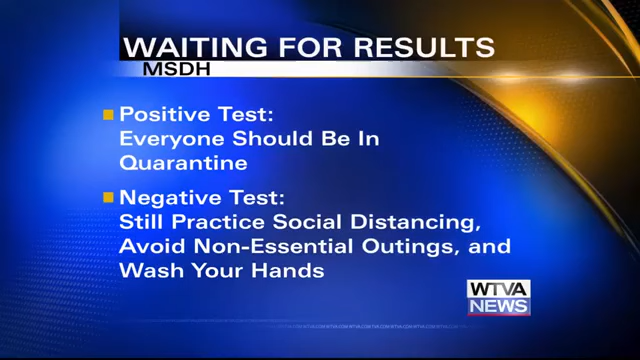 WAITING FOR RESULTS
MSDH
Positive Test:
Everyone Should Be In
Quarantine
Negative Test:
Still Practice Social Distancing,
Avoid Non-Essential Outings, and
Wash Your Hands
WTVA
NEWS